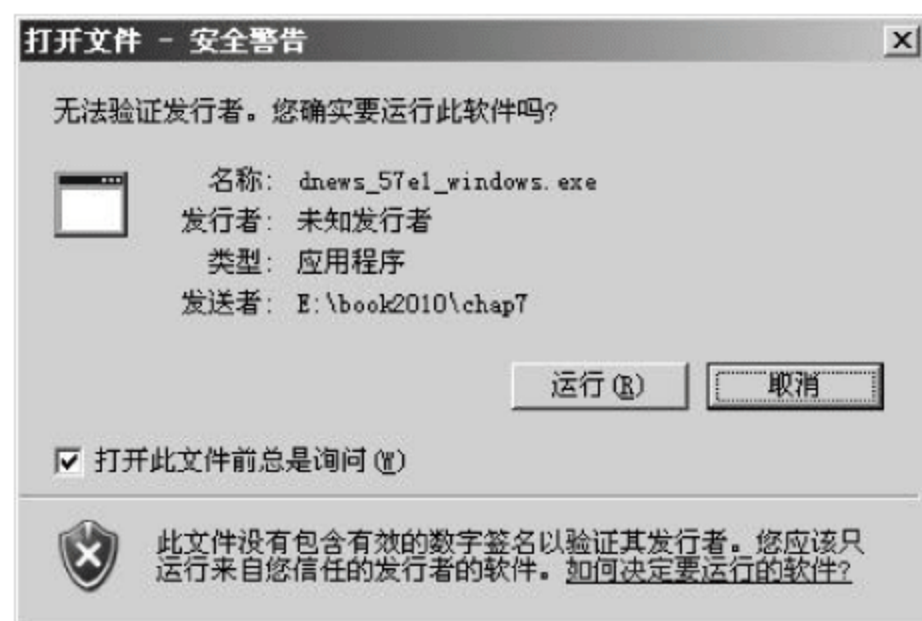 打开文件 - 安全警告
无法验证发行者。您确实要运行此软件吗?
名称: dnews_57e1_windows.exe
发行者: 未知发行者
类型: 应用程序
发送者: E:\book2010\chap7
运行(R) 取消
打开此文件前总是询问(W)
此文件没有包含有效的数字签名以验证其发行者。您应该只
运行来自您信任的发行者的软件。如何决定要运行的软件?